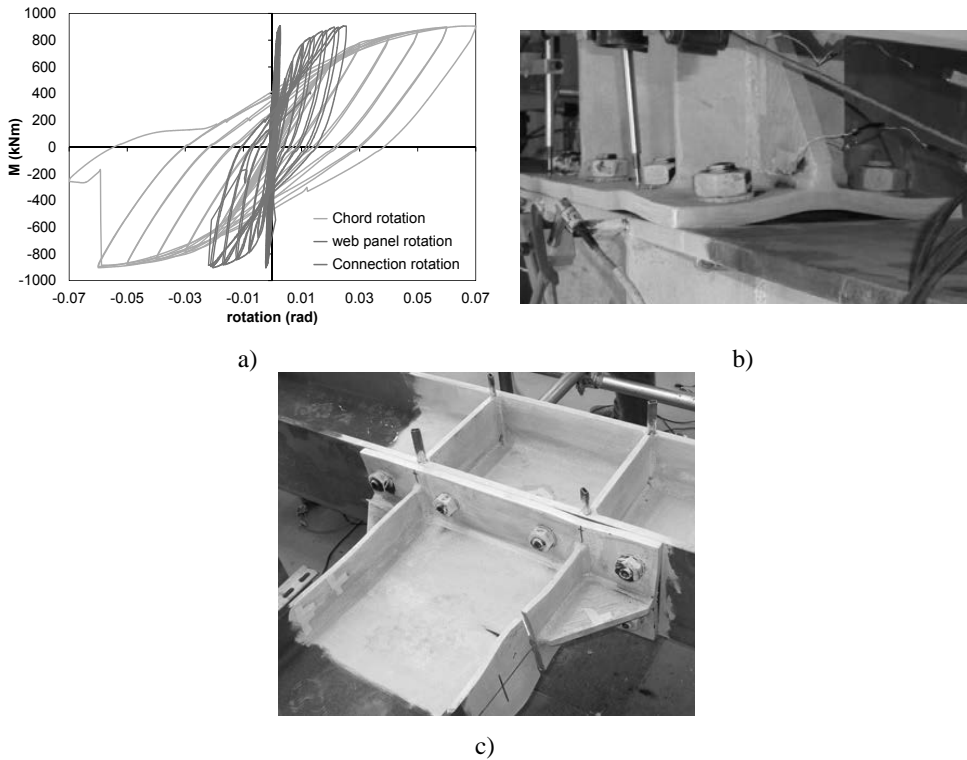 1000
800
600
400
200
0
-200
-400
-600
-800
-1000
M (kNm)
Chord rotation
web panel rotation
Connection rotation
-0.07 -0.05 -0.03 -0.01 0.01 0.03 0.05 0.07
rotation (rad)
a)
b)
c)